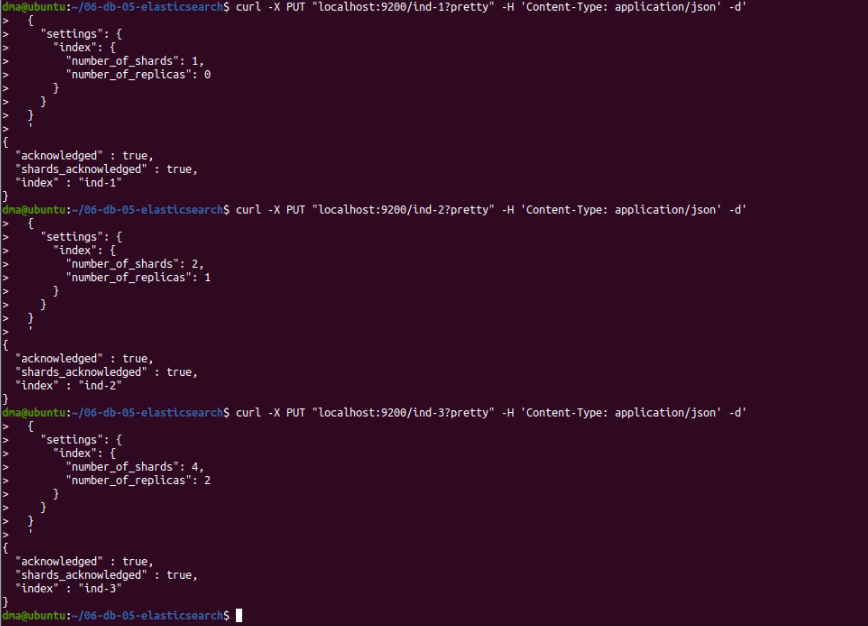 dma@ubuntu:~/06-db-05-elasticsearch$ curl -X PUT "localhost:9200/ind-1?pretty" -H 'Content-Type: application/json' -d'
>   {
>     "settings": {
>       "index": {
>         "number_of_shards": 1,
>         "number_of_replicas": 0
>       }
>     }
>   }
>   '
{
  "acknowledged" : true,
  "shards_acknowledged" : true,
  "index" : "ind-1"
}
dma@ubuntu:~/06-db-05-elasticsearch$ curl -X PUT "localhost:9200/ind-2?pretty" -H 'Content-Type: application/json' -d'
>   {
>     "settings": {
>       "index": {
>         "number_of_shards": 2,
>         "number_of_replicas": 1
>       }
>     }
>   }
>   '
{
  "acknowledged" : true,
  "shards_acknowledged" : true,
  "index" : "ind-2"
}
dma@ubuntu:~/06-db-05-elasticsearch$ curl -X PUT "localhost:9200/ind-3?pretty" -H 'Content-Type: application/json' -d'
>   {
>     "settings": {
>       "index": {
>         "number_of_shards": 4,
>         "number_of_replicas": 2
>       }
>     }
>   }
>   '
{
  "acknowledged" : true,
  "shards_acknowledged" : true,
  "index" : "ind-3"
}
dma@ubuntu:~/06-db-05-elasticsearch$